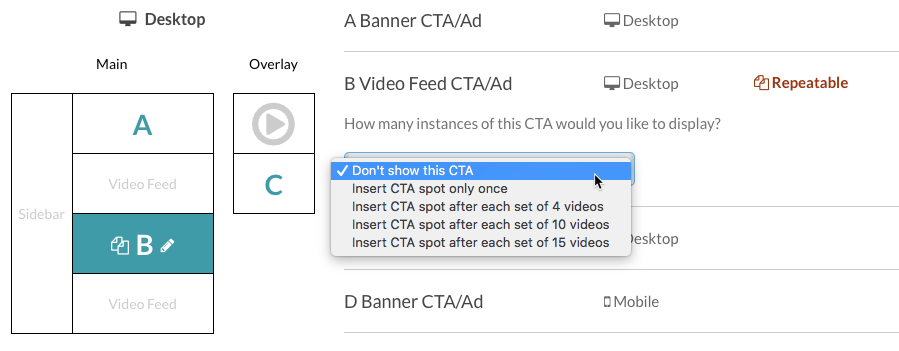 Desktop
Main
Overlay
Sidebar
A
Video Feed
B
Video Feed
C
A Banner CTA/Ad
Desktop
B Video Feed CTA/Ad
Desktop
Repeatable
How many instances of this CTA would you like to display?
✓ Don't show this CTA
Insert CTA spot only once
Insert CTA spot after each set of 4 videos
Insert CTA spot after each set of 10 videos
Insert CTA spot after each set of 15 videos
Desktop
D Banner CTA/Ad
Mobile